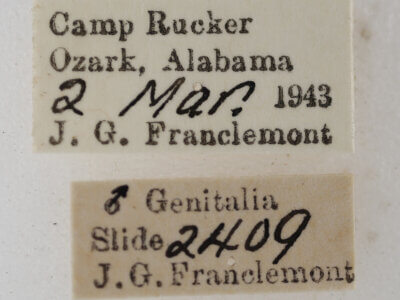 Camp Rucker
Ozark, Alabama
2 Mar. 1943
J. G. Franclemont
♂ Genitalia
Slide 2409
J. G. Franclemont